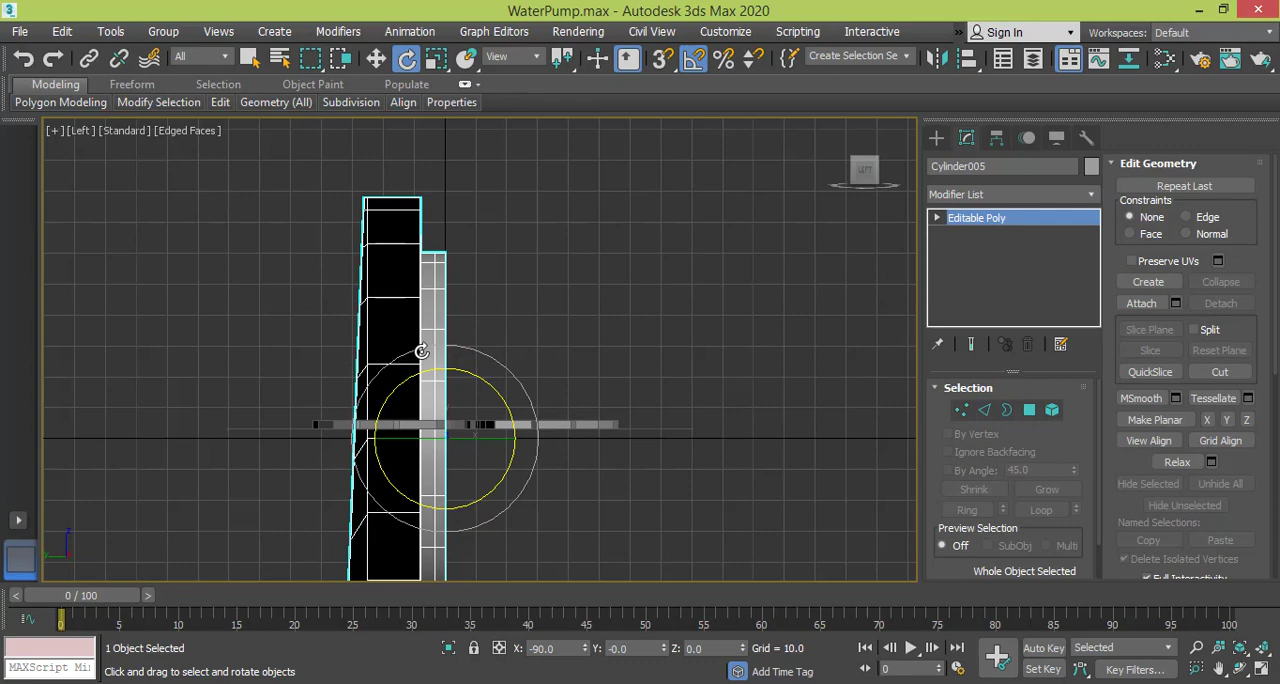 WaterPump.max - Autodesk 3ds Max 2020
File Edit Tools Group Views Create Modifiers Animation Graph Editors Rendering Civil View Customize Scripting Interactive Sign In Workspaces: Default
All View Create Selection Se
Modeling Freeform Selection Object Paint Populate
Polygon Modeling Modify Selection Edit Geometry (All) Subdivision Align Properties
[+] [Left] [Standard] [Edged Faces]
Cylinder005
Modifier List
Editable Poly
Edit Geometry
Repeat Last
Constraints
None Edge
Face Normal
Preserve UVs
Create Collapse
Attach Detach
Slice Plane Split
Slice Reset Plane
QuickSlice Cut
MSmooth Tessellate
Make Planar X Y Z
View Align Grid Align
Relax
Hide Selected Unhide All
Hide Unselected
Named Selections:
Copy Paste
Delete Isolated Vertices
Full Interactivity
Selection
By Vertex
Ignore Backfacing
By Angle: 45.0
Shrink Grow
Ring Loop
Preview Selection
Off SubObj Multi
Whole Object Selected
0 / 100
0 5 10 15 20 25 30 35 40 45 50 55 60 65 70 75 80 85 90 95 100
1 Object Selected X: -90.0 Y: -0.0 Z: 0.0 Grid = 10.0 Auto Key Selected
MAXScript Mi Click and drag to select and rotate objects Add Time Tag 0 Set Key Key Filters...